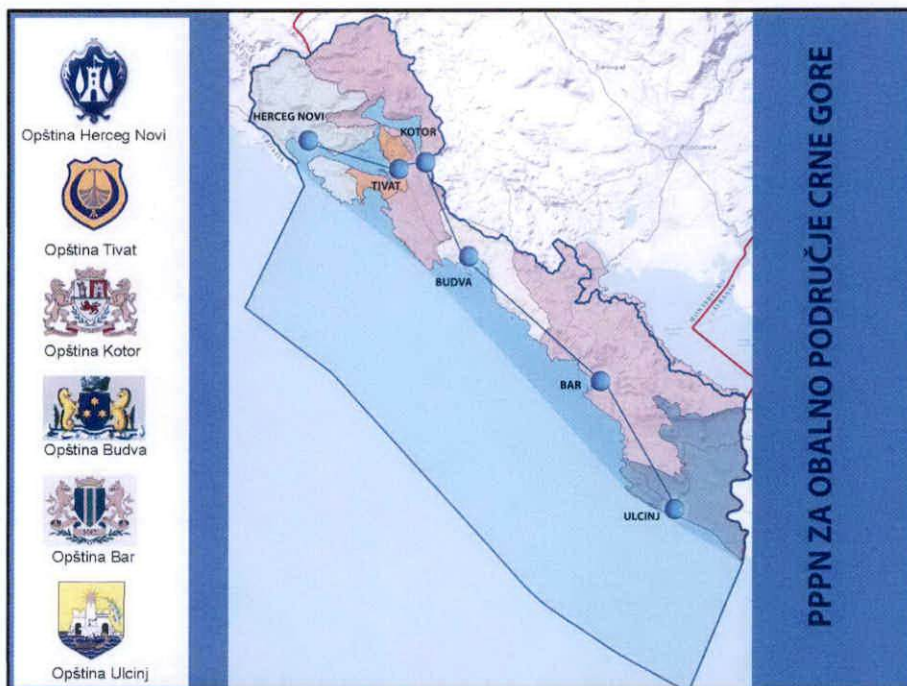 Opština Herceg Novi
Opština Tivat
Opština Kotor
Opština Budva
Opština Bar
Opština Ulcinj
HERCEG NOVI
KOTOR
TIVAT
BUDVA
BAR
ULCINJ
PPPN ZA OBALNO PODRUČJE CRNE GORE